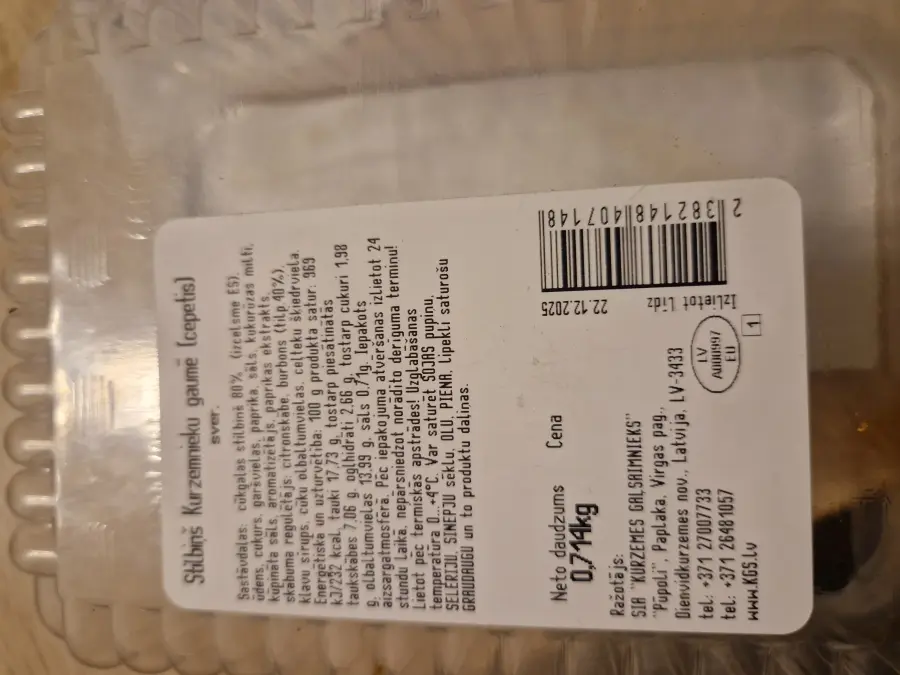 Stilbiņš Kurzemnieku gaumē (cepetis)
sver.
Sastāvdaļas: cūkgaļas stilbiņš 80% (izcelsme ES),
ūdens, cukurs, garšvielas, paprika, sāls, kukurūzas milti,
kūpināta sāls, aromatizētājs, paprikas ekstrakts,
skābuma regulētājs: citronskābe, burbons (tilp.40%),
kļavu sīrups, cūku olbaltumvielas, celteku šķiedrviela.
Enerģētiskā un uzturvērtība: 100 g produkta satur: 969
kJ/232 kcal, tauki 17,73 g, tostarp piesātinātās
taukskābes 7,06 g, ogļhidrāti 2,66 g, tostarp cukuri 1,98
g, olbaltumvielas 13,99 g, sāls 0,71g. Iepakots
aizsargatmosfērā. Pēc iepakojuma atvēršanas izlietot 24
stundu laikā, nepārsniedzot norādīto derīguma termiņu!
Lietot pēc termiskās apstrādes! Uzglabāšanas
temperatūra 0...+4°C. Var saturēt SOJAS pupiņu,
SELERIJU, SINEPJU sēklu, OLU, PIENA, lipekli saturošu
GRAUDAUGU un to produktu daļiņas.
Neto daudzums Cena
0,714kg
Ražotājs:
SIA "KURZEMES GAĻSAIMNIEKS"
"Pūpoli", Paplaka, Virgas pag.,
Dienvidkurzemes nov., Latvija, LV-3433
tel.: +371 27007733
tel.: +371 26481057
www.KGS.lv
2 382148 407148
Izlietot līdz
22.12.2025
LV
A000997
EU
1